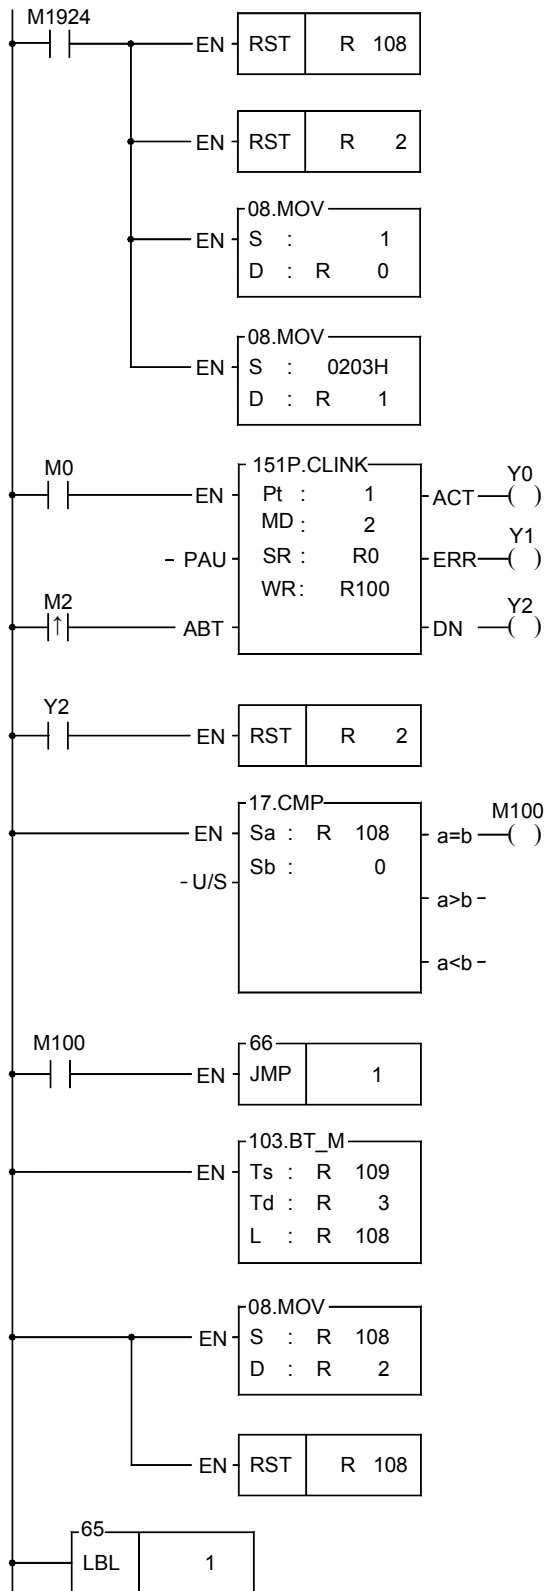 M1924
EN RST R 108
EN RST R 2
08.MOV
EN S : 1
D : R 0
08.MOV
EN S : 0203H
D : R 1
M0
151P.CLINK
EN Pt : 1 ACT Y0 ( )
MD : 2
PAU SR : R0 ERR Y1 ( )
WR : R100
M2
↑ ABT DN Y2 ( )
Y2
EN RST R 2
17.CMP
EN Sa : R 108 a=b M100 ( )
U/S Sb : 0
a>b
a<b
M100
66
EN JMP 1
103.BT_M
EN Ts : R 109
Td : R 3
L : R 108
08.MOV
EN S : R 108
D : R 2
EN RST R 108
65
LBL 1